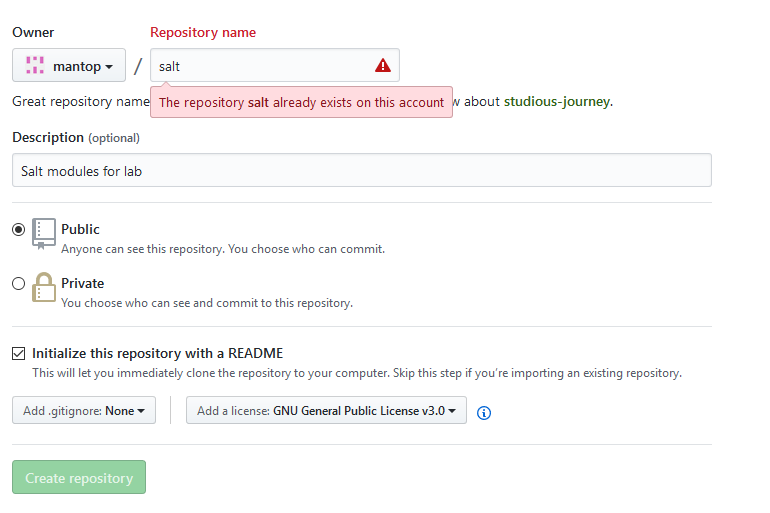 Owner
Repository name
mantop
/
salt
Great repository name
The repository salt already exists on this account
w about studious-journey.
Description (optional)
Salt modules for lab
Public
Anyone can see this repository. You choose who can commit.
Private
You choose who can see and commit to this repository.
Initialize this repository with a README
This will let you immediately clone the repository to your computer. Skip this step if you’re importing an existing repository.
Add .gitignore: None
Add a license: GNU General Public License v3.0
Create repository